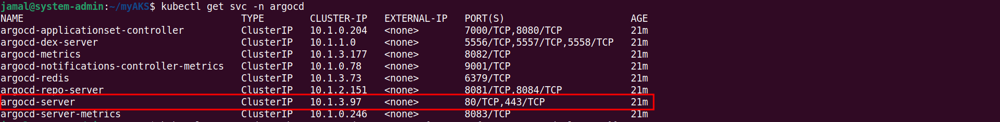 jamal@system-admin:~/myAKS$ kubectl get svc -n argocd
NAME TYPE CLUSTER-IP EXTERNAL-IP PORT(S) AGE
argocd-applicationset-controller ClusterIP 10.1.0.204 <none> 7000/TCP,8080/TCP 21m
argocd-dex-server ClusterIP 10.1.1.0 <none> 5556/TCP,5557/TCP,5558/TCP 21m
argocd-metrics ClusterIP 10.1.3.177 <none> 8082/TCP 21m
argocd-notifications-controller-metrics ClusterIP 10.1.0.78 <none> 9001/TCP 21m
argocd-redis ClusterIP 10.1.3.73 <none> 6379/TCP 21m
argocd-repo-server ClusterIP 10.1.2.151 <none> 8081/TCP,8084/TCP 21m
argocd-server ClusterIP 10.1.3.97 <none> 80/TCP,443/TCP 21m
argocd-server-metrics ClusterIP 10.1.0.246 <none> 8083/TCP 21m